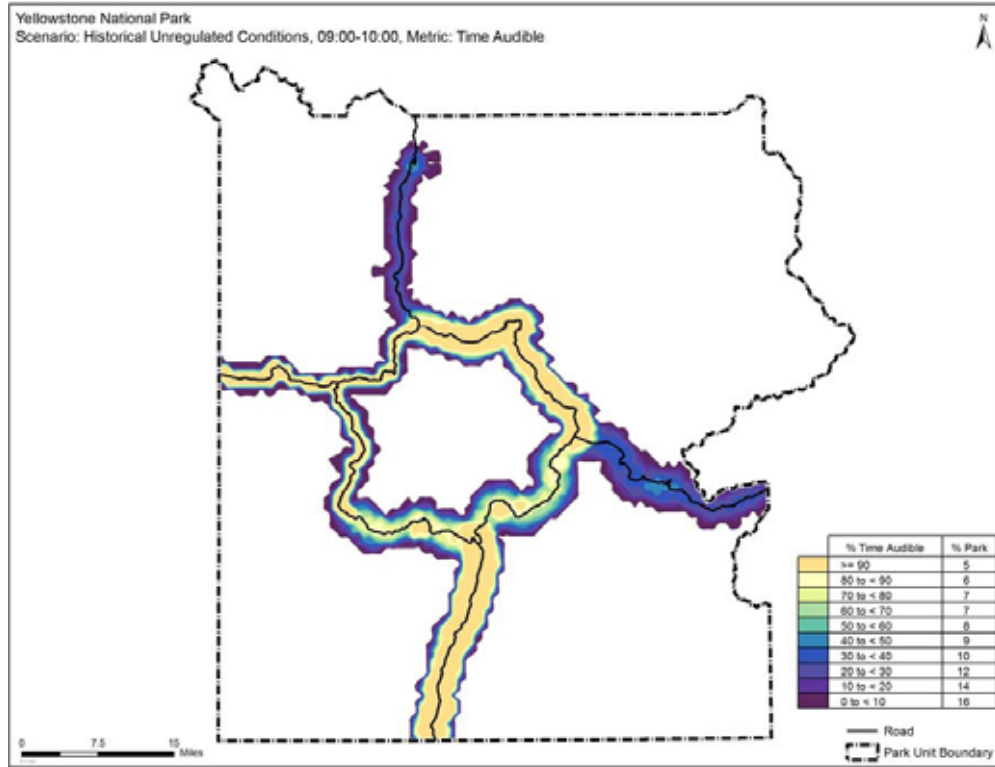 Yellowstone National Park
Scenario: Historical Unregulated Conditions, 09:00-10:00, Metric: Time Audible
N
% Time Audible % Park
>= 90 5
80 to < 90 6
70 to < 80 7
60 to < 70 7
50 to < 60 8
40 to < 50 9
30 to < 40 10
20 to < 30 12
10 to < 20 14
0 to < 10 16
Road
Park Unit Boundary
0 7.5 15
Miles